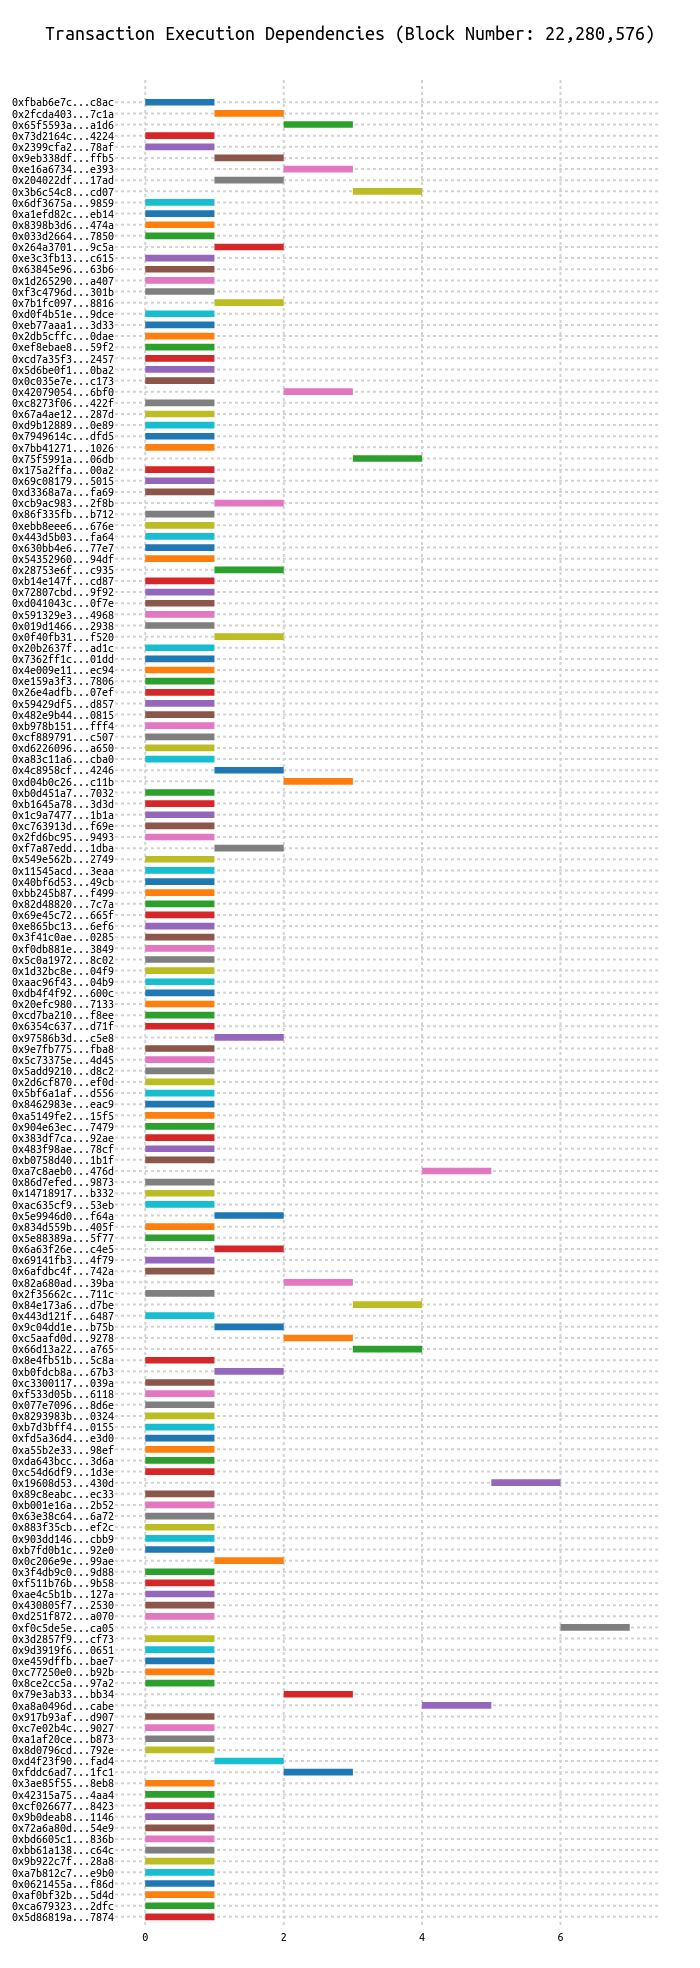 Transaction Execution Dependencies (Block Number: 22,280,576)
0xfbab6e7c...c8ac
0x2fcda403...7c1a
0x65f5593a...a1d6
0x73d2164c...4224
0x2399cfa2...78af
0x9eb338df...ffb5
0xe16a6734...e393
0x204022df...17ad
0x3b6c54c8...cd07
0x6df3675a...9859
0xa1efd82c...eb14
0x8398b3d6...474a
0x033d2664...7850
0x264a3701...9c5a
0xe3c3fb13...c615
0x63845e96...63b6
0x1d265290...a407
0xf3c4796d...301b
0x7b1fc097...8816
0xd0f4b51e...9dce
0xeb77aaa1...3d33
0x2db5cffc...0dae
0xef8ebae8...59f2
0xcd7a35f3...2457
0x5d6be0f1...0ba2
0x0c035e7e...c173
0x42079054...6bf0
0xc8273f06...422f
0x67a4ae12...287d
0xd9b12889...0e89
0x7949614c...dfd5
0x7bb41271...1026
0x75f5991a...06db
0x175a2ffa...00a2
0x69c08179...5015
0xd3368a7a...fa69
0xcb9ac983...2f8b
0x86f335fb...b712
0xebb8eee6...676e
0x443d5b03...fa64
0x630bb4e6...77e7
0x54352960...94df
0x28753e6f...c935
0xb14e147f...cd87
0x72807cbd...9f92
0xd041043c...0f7e
0x591329e3...4968
0x019d1466...2938
0x0f40fb31...f520
0x20b2637f...ad1c
0x7362ff1c...01dd
0x4e009e11...ec94
0xe159a3f3...7806
0x26e4adfb...07ef
0x59429df5...d857
0x482e9b44...0815
0xb978b151...fff4
0xcf889791...c507
0xd6226096...a650
0xa83c11a6...cba0
0x4c8958cf...4246
0xd04b0c26...c11b
0xb0d451a7...7032
0xb1645a78...3d3d
0x1c9a7477...1b1a
0xc763913d...f69e
0x2fd6bc95...9493
0xf7a87edd...1dba
0x549e562b...2749
0x11545acd...3eaa
0x40bf6d53...49cb
0xbb245b87...f499
0x82d48820...7c7a
0x69e45c72...665f
0xe865bc13...6ef6
0x3f41c0ae...0285
0xf0db881e...3849
0x5c0a1972...8c02
0x1d32bc8e...04f9
0xaac96f43...04b9
0xdb4f4f92...600c
0x20efc980...7133
0xcd7ba210...f8ee
0x6354c637...d71f
0x97586b3d...c5e8
0x9e7fb775...fba8
0x5c73375e...4d45
0x5add9210...d8c2
0x2d6cf870...ef0d
0x5bf6a1af...d556
0x8462983e...eac9
0xa5149fe2...15f5
0x904e63ec...7479
0x383df7ca...92ae
0x483f98ae...78cf
0xb0758d40...1b1f
0xa7c8aeb0...476d
0x86d7efed...9873
0x14718917...b332
0xac635cf9...53eb
0x5e9946d0...f64a
0x834d559b...405f
0x5e88389a...5f77
0x6a63f26e...c4e5
0x69141fb3...4f79
0x6afdbc4f...742a
0x82a680ad...39ba
0x2f35662c...711c
0x84e173a6...d7be
0x443d121f...6487
0x9c04dd1e...b75b
0xc5aafd0d...9278
0x66d13a22...a765
0x8e4fb51b...5c8a
0xb0fdcb8a...67b3
0xc3300117...039a
0xf533d05b...6118
0x077e7096...8d6e
0x8293983b...0324
0xb7d3bff4...0155
0xfd5a36d4...e3d0
0xa55b2e33...98ef
0xda643bcc...3d6a
0xc54d6df9...1d3e
0x19608d53...430d
0x89c8eabc...ec33
0xb001e16a...2b52
0x63e38c64...6a72
0x883f35cb...ef2c
0x903dd146...cbb9
0xb7fd0b1c...92e0
0x0c206e9e...99ae
0x3f4db9c0...9d88
0xf511b76b...9b58
0xae4c5b1b...127a
0x430805f7...2530
0xd251f872...a070
0xf0c5de5e...ca05
0x3d2857f9...cf73
0x9d3919f6...0651
0xe459dffb...bae7
0xc77250e0...b92b
0x8ce2cc5a...97a2
0x79e3ab33...bb34
0xa8a0496d...cabe
0x917b93af...d907
0xc7e02b4c...9027
0xa1af20ce...b873
0x8d0796cd...792e
0xd4f23f90...fad4
0xfddc6ad7...1fc1
0x3ae85f55...8eb8
0x42315a75...4aa4
0xcf026677...8423
0x9b0deab8...1146
0x72a6a80d...54e9
0xbd6605c1...836b
0xbb61a138...c64c
0x9b922c7f...28a8
0xa7b812c7...e9b0
0x0621455a...f86d
0xaf0bf32b...5d4d
0xca679323...2dfc
0x5d86819a...7874
0 2 4 6